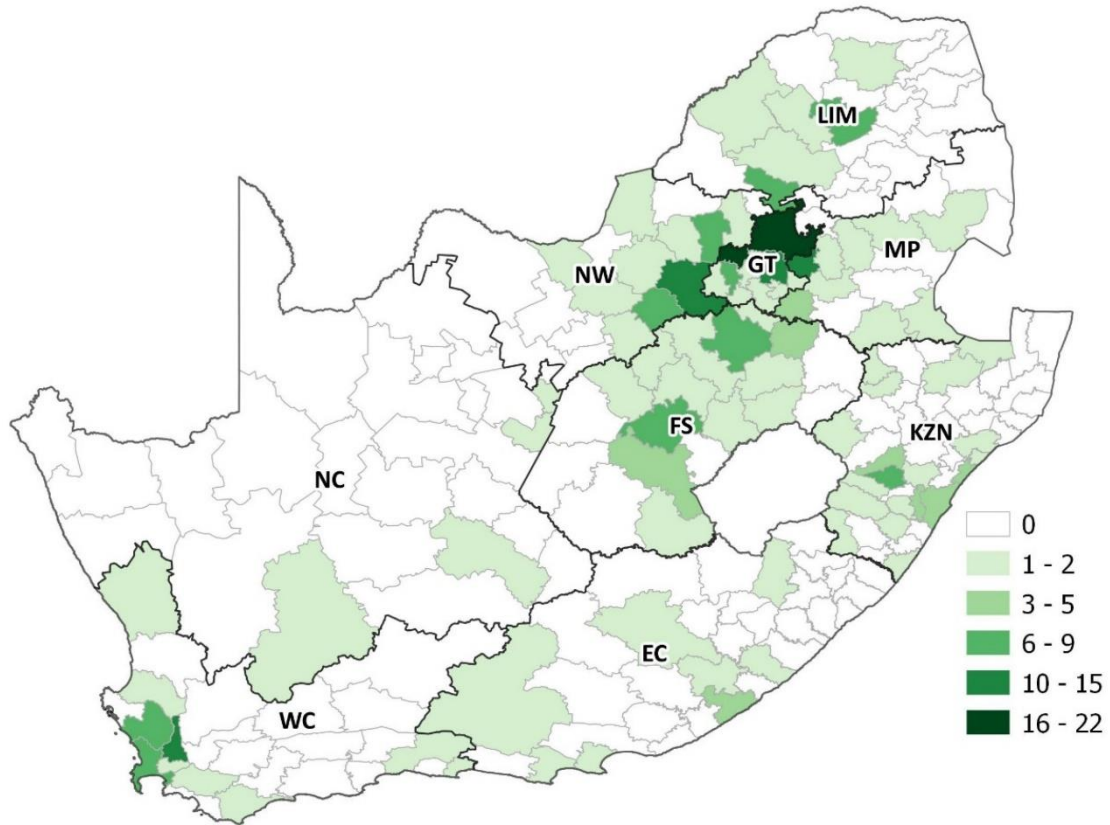 LIM
NW
GT
MP
FS
KZN
NC
EC
WC
0
1 - 2
3 - 5
6 - 9
10 - 15
16 - 22